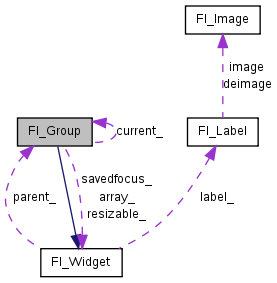 Fl_Image
image
deimage
Fl_Group
current_
Fl_Label
savedfocus_
array_
resizable_
parent_
label_
Fl_Widget